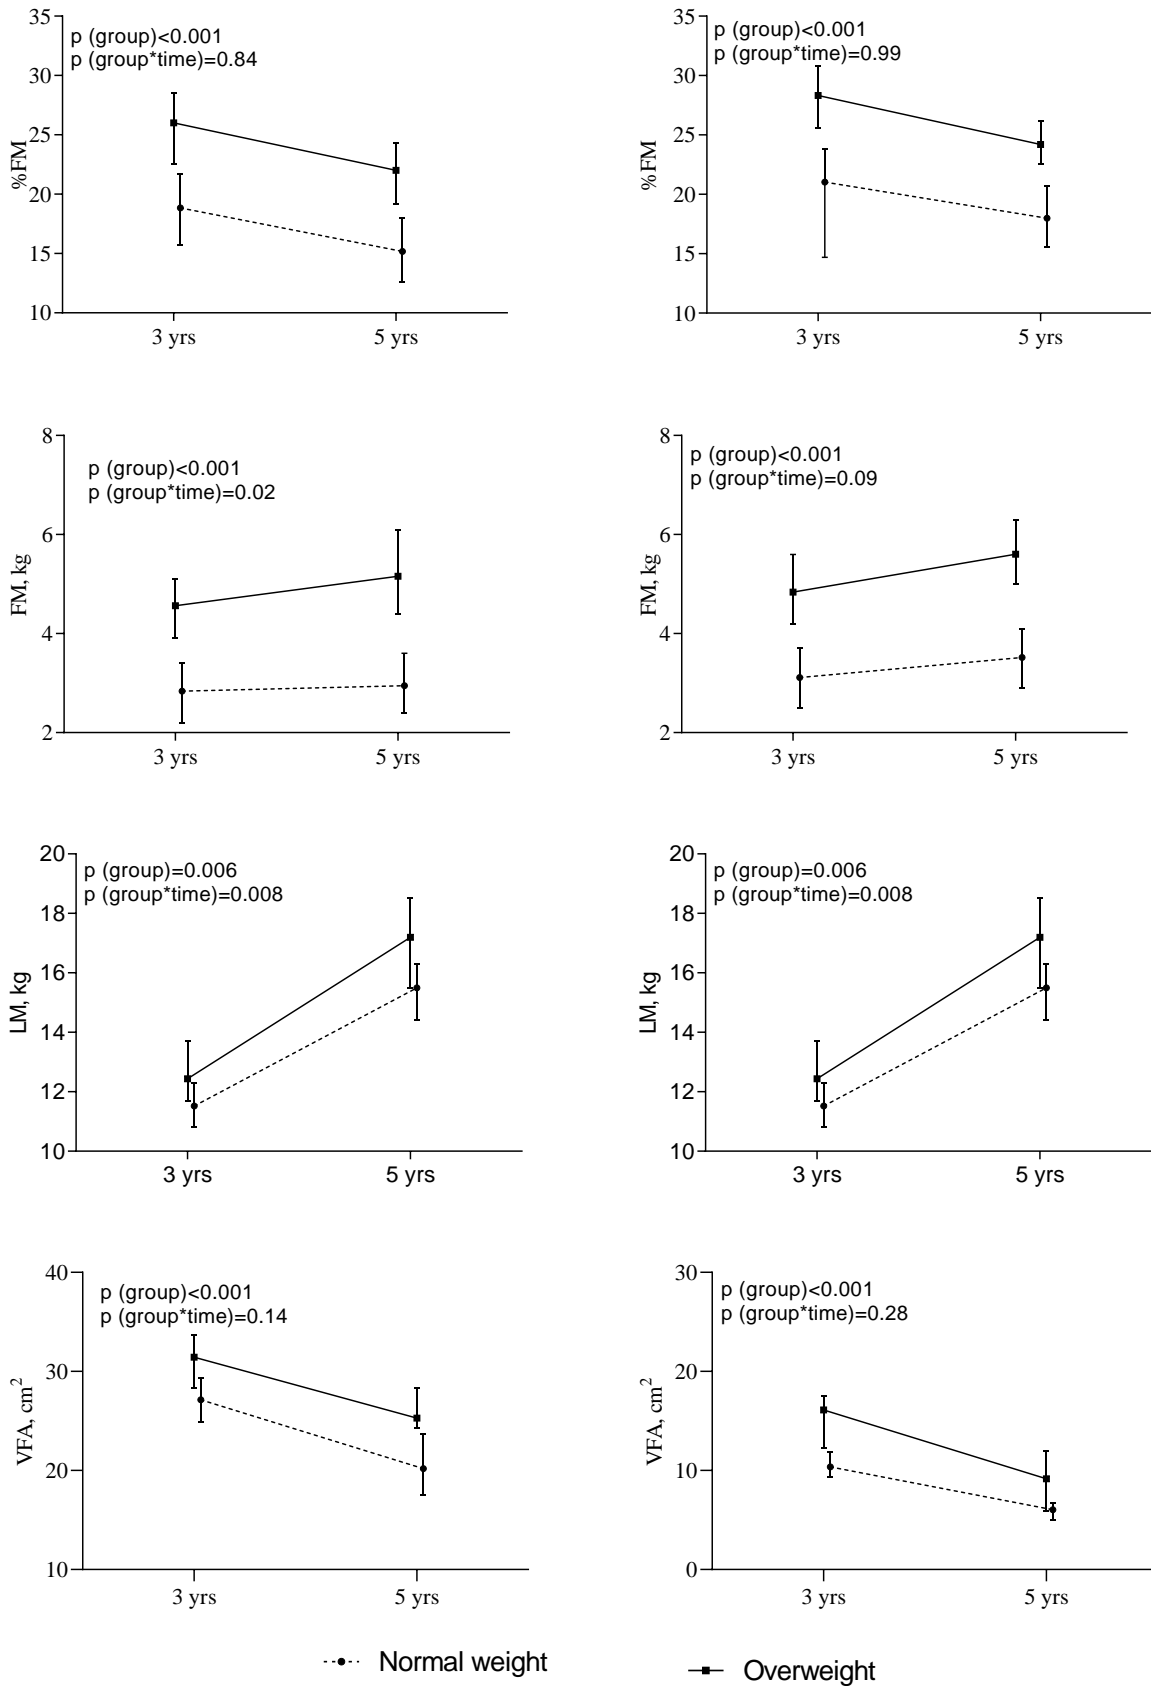 p (group)<0.001
p (group*time)=0.84
%FM
35
30
25
20
15
10
3 yrs
5 yrs
p (group)<0.001
p (group*time)=0.99
%FM
35
30
25
20
15
10
3 yrs
5 yrs
p (group)<0.001
p (group*time)=0.02
FM, kg
8
6
4
2
3 yrs
5 yrs
p (group)<0.001
p (group*time)=0.09
FM, kg
8
6
4
2
3 yrs
5 yrs
p (group)=0.006
p (group*time)=0.008
LM, kg
20
18
16
14
12
10
3 yrs
5 yrs
p (group)=0.006
p (group*time)=0.008
LM, kg
20
18
16
14
12
10
3 yrs
5 yrs
p (group)<0.001
p (group*time)=0.14
VFA, cm²
40
30
20
10
3 yrs
5 yrs
p (group)<0.001
p (group*time)=0.28
VFA, cm²
30
20
10
0
3 yrs
5 yrs
Normal weight
Overweight